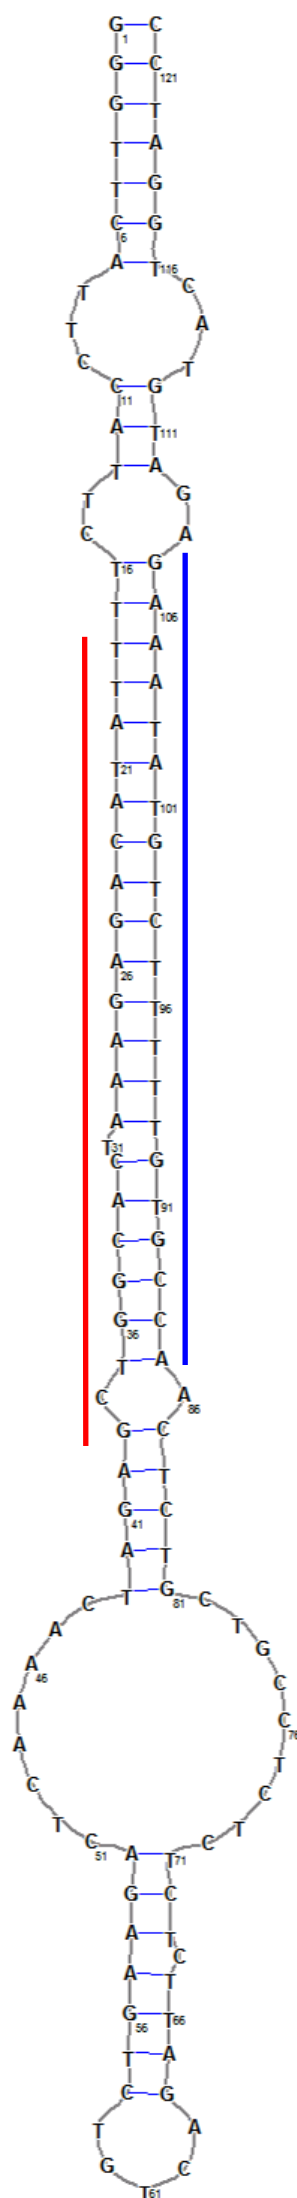 G C
1
G C
121
G T
T A
T G
C G
6
A T 116
T C
T A
C T
C G
11
A T 111
T A
T G
C A
T G
16
T A
106
T A
T A
A T
T A
21
A T 101
C G
A T
G C
A T
26
G T 96
A T
A T
A T
T 31
C G
A T 91
C G
G C
G C
36
T A
C A
86
G C
A T
G C
41
A T
T G
81
C C
A T
A G
46
A C
A C
76
C T
T C
C T
C
51
A T 71
G C
A T
C
A T
G T 66
56
T A
C G
T A
G C
T 61